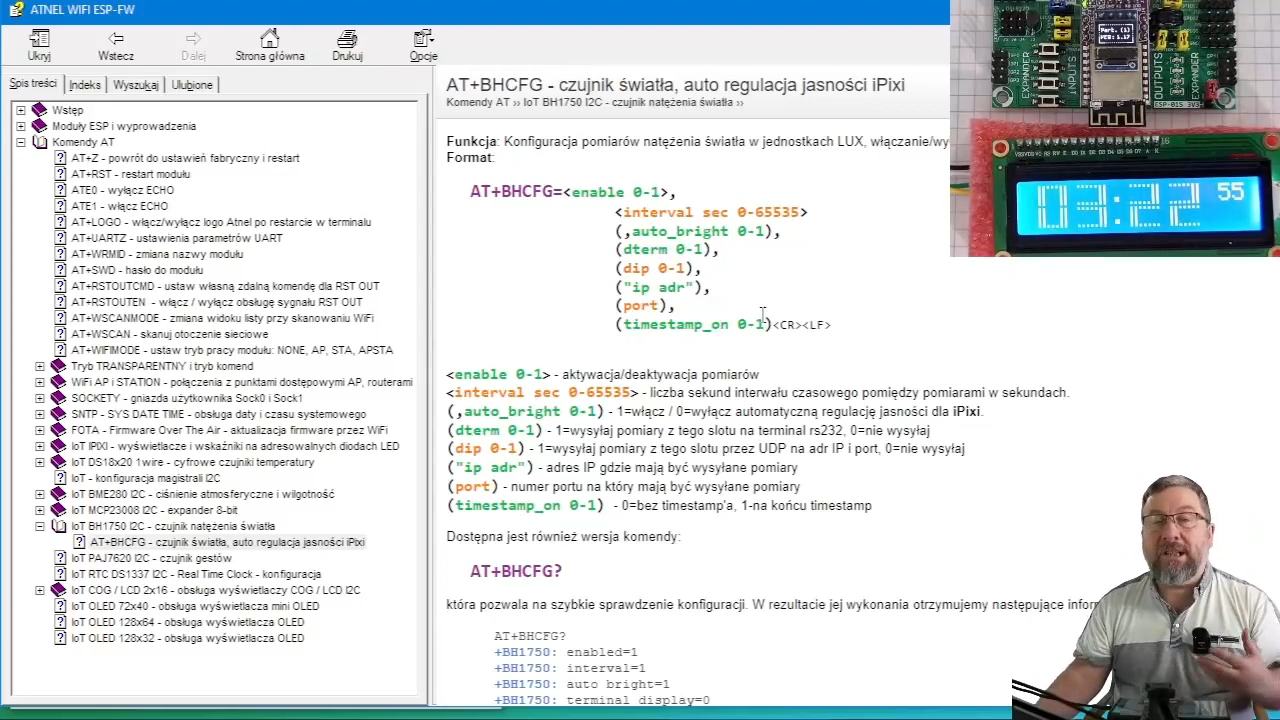 ATNEL WIFI ESP-FW
Ukryj
Wstecz
Dalej
Strona główna
Drukuj
Opcje
Spis treści
Indeks
Wyszukaj
Ulubione
Wstęp
Moduły ESP i wyprowadzenia
Komendy AT
AT+Z - powrót do ustawień fabryczny i restart
AT+RST - restart modułu
ATE0 - wyłącz ECHO
ATE1 - włącz ECHO
AT+LOGO - włącz/wyłącz logo Atnel po restarcie w terminalu
AT+UARTZ - ustawienia parametrów UART
AT+WRMID - zmiana nazwy modułu
AT+SWD - hasło do modułu
AT+RSTOUTCMD - ustaw własną zdalną komendę dla RST OUT
AT+RSTOUTEN - włącz / wyłącz obsługę sygnału RST OUT
AT+WSCANMODE - zmiana widoku listy przy skanowaniu WiFi
AT+WSCAN - skanuj otoczenie sieciowe
AT+WIFIMODE - ustaw tryb pracy modułu: NONE, AP, STA, APSTA
Tryb TRANSPARENTNY i tryb komend
WiFi AP i STATION - połączenia z punktami dostępowymi AP, routerami
SOCKETY - gniazda użytkownika Sock0 i Sock1
SNTP - SYS DATE TIME - obsługa daty i czasu systemowego
FOTA - Firmware Over The Air - aktualizacja firmware przez WiFi
IoT IPIXI - wyświetlacze i wskaźniki na adresowalnych diodach LED
IoT DS18x20 1wire - cyfrowe czujniki temperatury
IoT - konfiguracja magistrali I2C
IoT BME280 I2C - ciśnienie atmosferyczne i wilgotność
IoT MCP23008 I2C - expander 8-bit
IoT BH1750 I2C - czujnik natężenia światła
AT+BHCFG - czujnik światła, auto regulacja jasności iPixi
IoT PAJ7620 I2C - czujnik gestów
IoT RTC DS1337 I2C - Real Time Clock - konfiguracja
IoT COG / LCD 2x16 - obsługa wyświetlaczy COG / LCD I2C
IoT OLED 72x40 - obsługa wyświetlacza mini OLED
IoT OLED 128x64 - obsługa wyświetlacza OLED
IoT OLED 128x32 - obsługa wyświetlacza OLED
AT+BHCFG - czujnik światła, auto regulacja jasności iPixi
Komendy AT ›› IoT BH1750 I2C - czujnik natężenia światła ››
Funkcja: Konfiguracja pomiarów natężenia światła w jednostkach LUX, włączanie/wy
Format:
AT+BHCFG=<enable 0-1>,
<interval sec 0-65535>
(,auto_bright 0-1),
(dterm 0-1),
(dip 0-1),
("ip adr"),
(port),
(timestamp_on 0-1)<CR><LF>
<enable 0-1> - aktywacja/deaktywacja pomiarów
<interval sec 0-65535> - liczba sekund interwału czasowego pomiędzy pomiarami w sekundach.
(,auto_bright 0-1) - 1=włącz / 0=wyłącz automatyczną regulację jasności dla iPixi.
(dterm 0-1) - 1=wysyłaj pomiary z tego slotu na terminal rs232, 0=nie wysyłaj
(dip 0-1) - 1=wysyłaj pomiary z tego slotu przez UDP na adr IP i port, 0=nie wysyłaj
("ip adr") - adres IP gdzie mają być wysyłane pomiary
(port) - numer portu na który mają być wysyłane pomiary
(timestamp_on 0-1) - 0=bez timestamp'a, 1-na końcu timestamp
Dostępna jest również wersja komendy:
AT+BHCFG?
która pozwala na szybkie sprawdzenie konfiguracji. W rezultacie jej wykonania otrzymujemy następujące infor
AT+BHCFG?
+BH1750: enabled=1
+BH1750: interval=1
+BH1750: auto bright=1
+BH1750: terminal display=0
EXPANDER
INPUTS
OUTPUTS
EXPANDER
ESP-01S 3V3
03:22 55